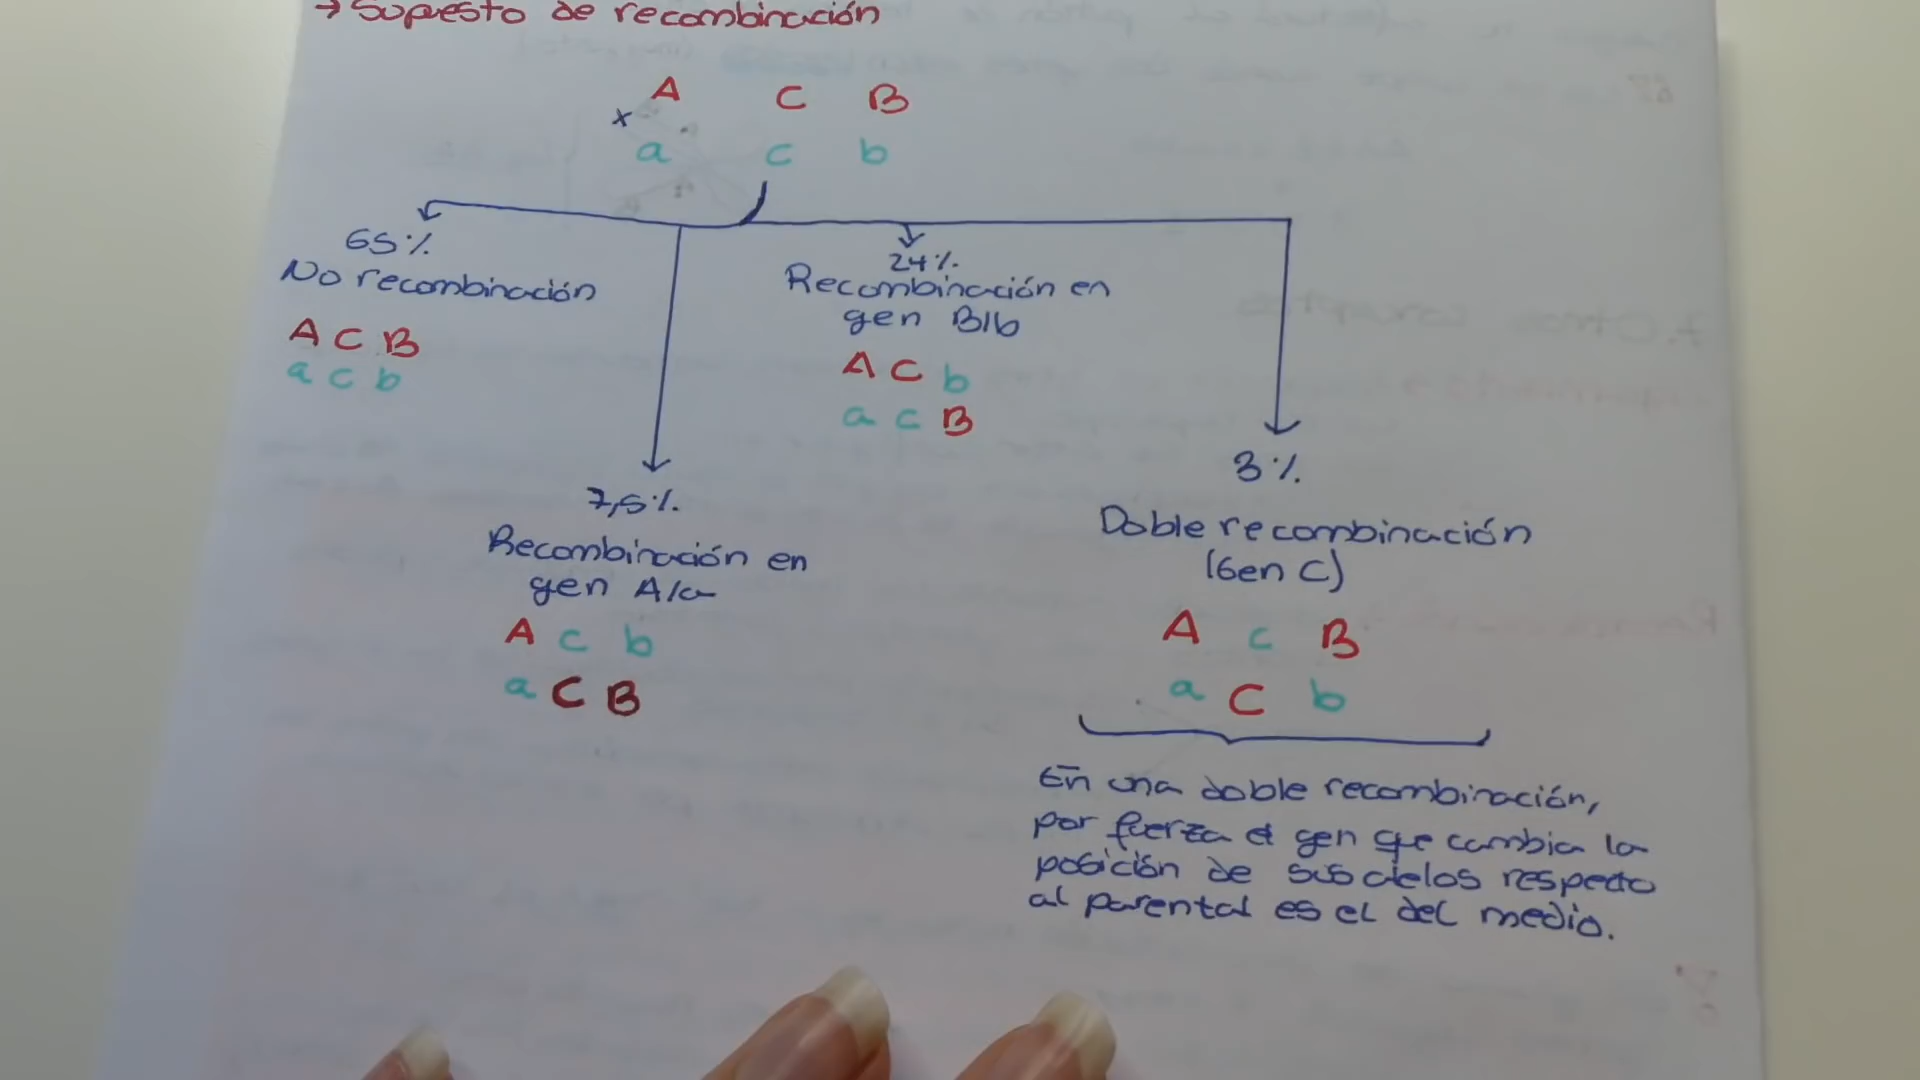 → Supuesto de recombinación
A C B
x
a c b
65%
No recombinación
A C B
a c b
24%
Recombinación en
gen B/b
A C b
a c B
7,5%
Recombinación en
gen A/a
A c b
a C B
3%
Doble recombinación
(Gen C)
A c B
a C b
En una doble recombinación,
por fuerza el gen que cambia la
posición de sus alelos respecto
al parental es el del medio.